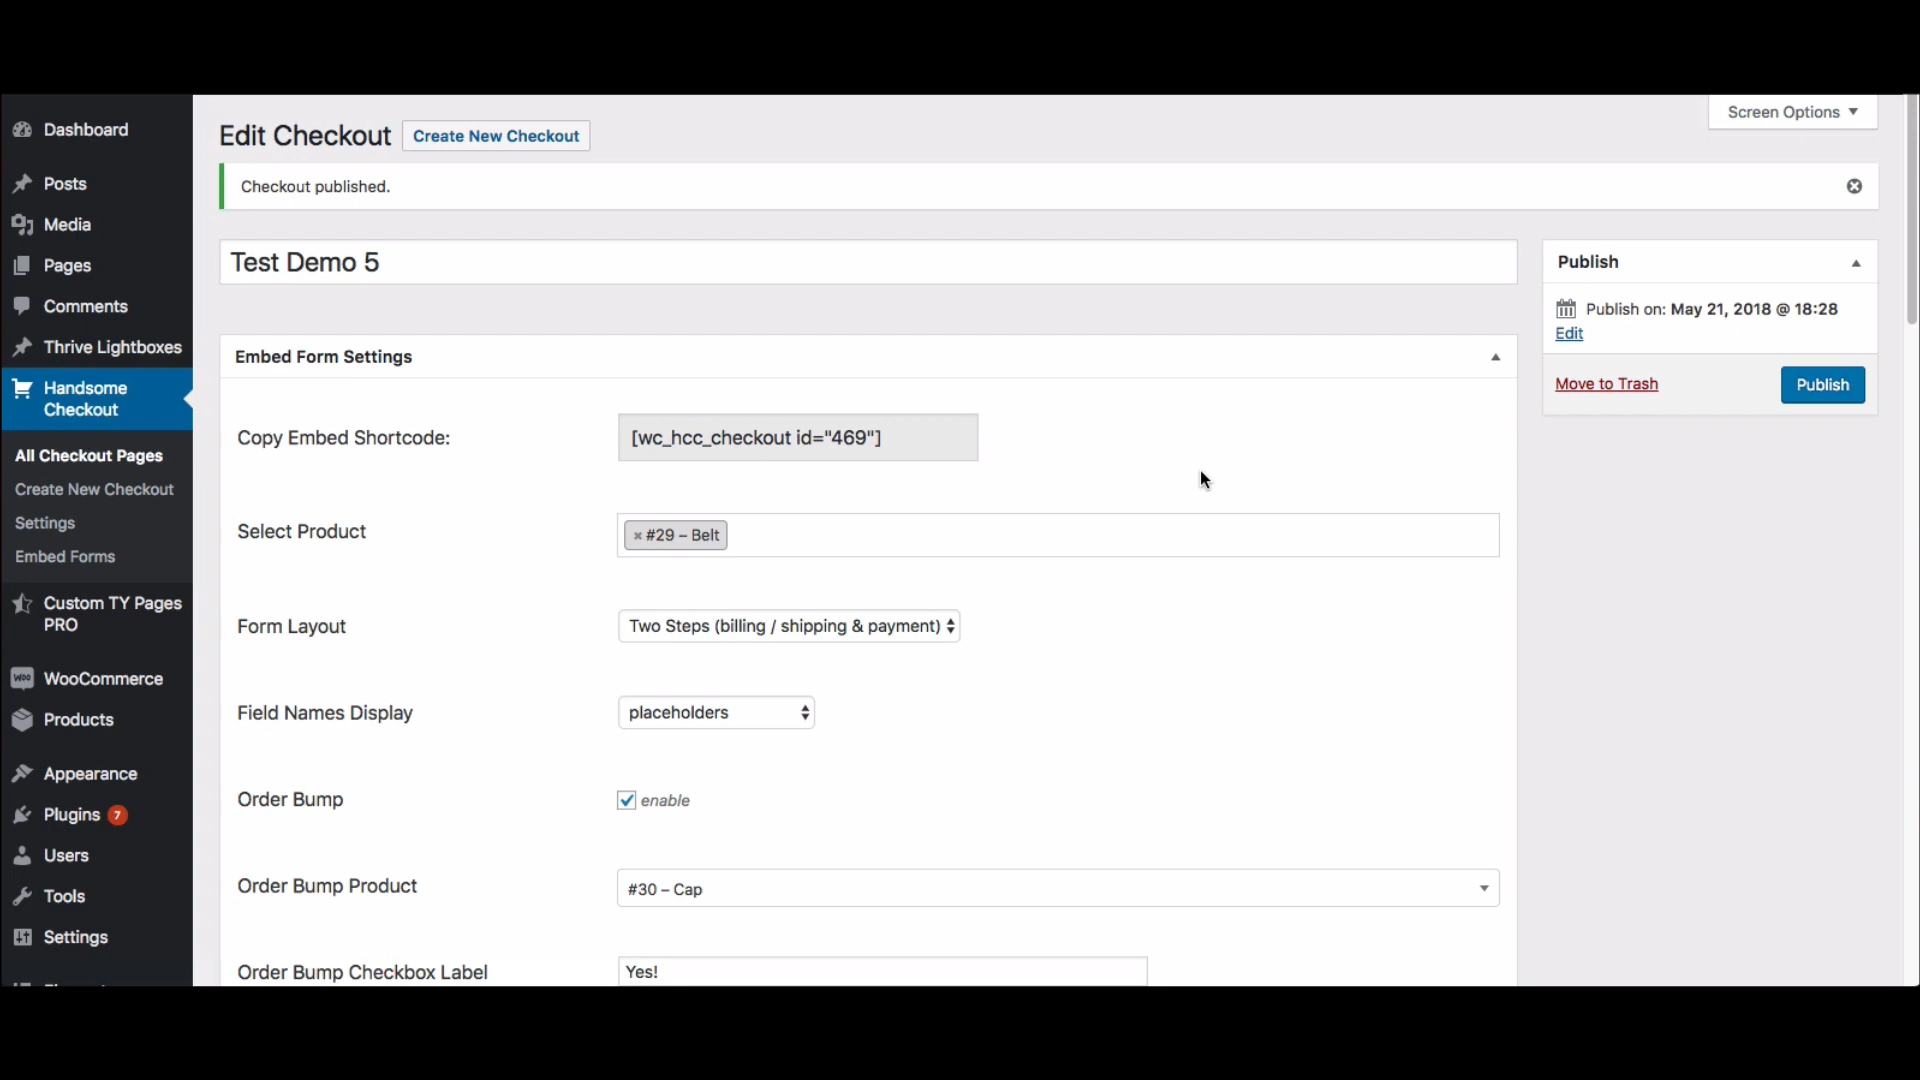 Screen Options
Dashboard
Edit Checkout
Create New Checkout
Checkout published.
Posts
Media
Pages
Comments
Thrive Lightboxes
Handsome
Checkout
All Checkout Pages
Create New Checkout
Settings
Embed Forms
Custom TY Pages
PRO
WooCommerce
Products
Appearance
Plugins 7
Users
Tools
Settings
Test Demo 5
Embed Form Settings
Copy Embed Shortcode:
[wc_hcc_checkout id="469"]
Select Product
× #29 – Belt
Form Layout
Two Steps (billing / shipping & payment)
Field Names Display
placeholders
Order Bump
enable
Order Bump Product
#30 – Cap
Order Bump Checkbox Label
Yes!
Publish
Publish on: May 21, 2018 @ 18:28
Edit
Move to Trash
Publish